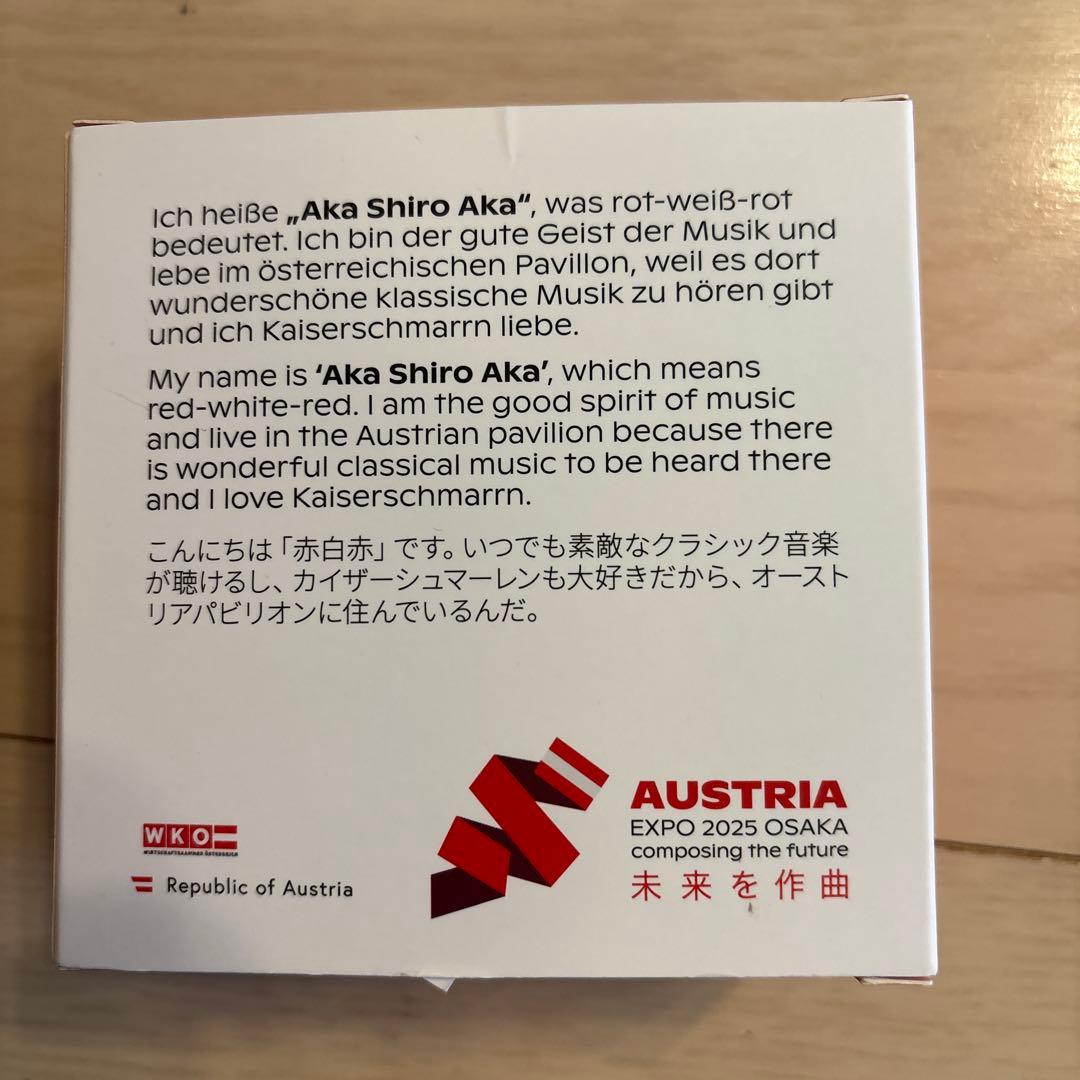 Ich heiße „Aka Shiro Aka“, was rot-weiß-rot
bedeutet. Ich bin der gute Geist der Musik und
lebe im österreichischen Pavillon, weil es dort
wunderschöne klassische Musik zu hören gibt
und ich Kaiserschmarrn liebe.
My name is ‘Aka Shiro Aka’, which means
red-white-red. I am the good spirit of music
and live in the Austrian pavilion because there
is wonderful classical music to be heard there
and I love Kaiserschmarrn.
こんにちは「赤白赤」です。いつでも素敵なクラシック音楽
が聴けるし、カイザーシュマーレンも大好きだから、オースト
リアパビリオンに住んでいるんだ。
WKO
WIRTSCHAFTSKAMMER ÖSTERREICH
Republic of Austria
AUSTRIA
EXPO 2025 OSAKA
composing the future
未来を作曲